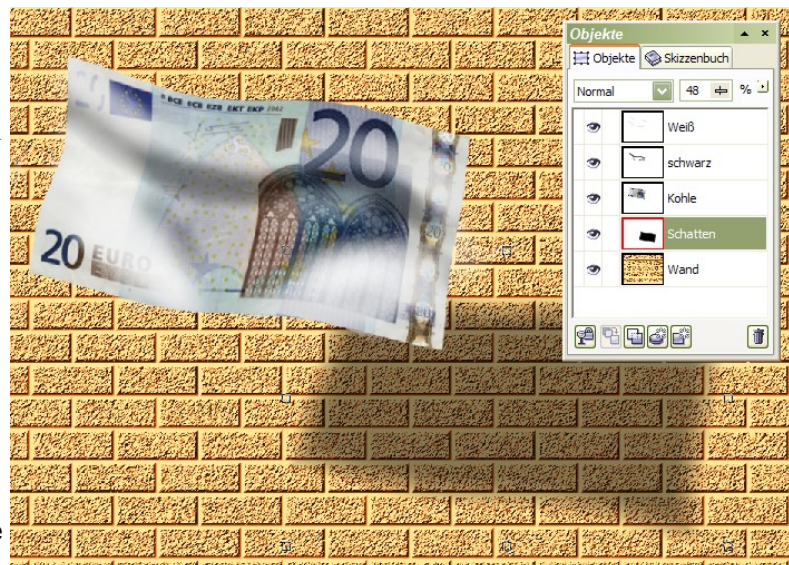 Objekte
Objekte Skizzenbuch
Normal 48 %
Weiß
schwarz
Kohle
Schatten
Wand
BCE ECB EZB EKT EKP 2002
20
20 EURO
e